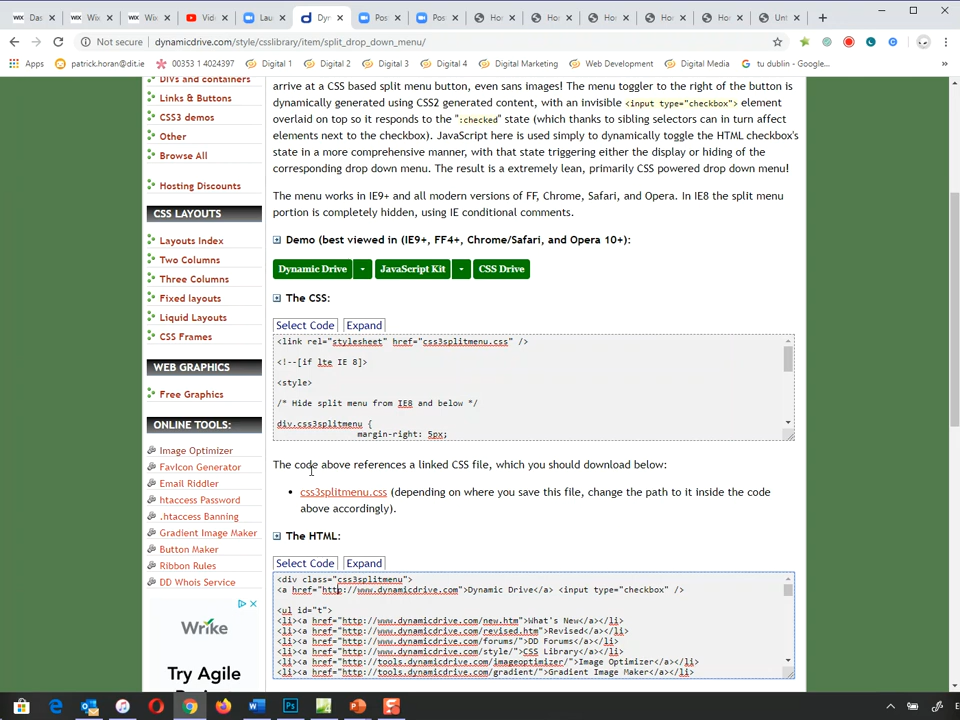 Das
Wix
Wix
Vid
Lau
Dyn
Pos
Pos
Ho
Ho
Ho
Ho
Ho
Unt
Not secure dynamicdrive.com/style/csslibrary/item/split_drop_down_menu/
Apps patrick.horan@dit.ie 00353 1 4024397 Digital 1 Digital 2 Digital 3 Digital 4 Digital Marketing Web Development Digital Media tu dublin - Google...
DIVs and containers
Links & Buttons
CSS3 demos
Other
Browse All
Hosting Discounts
CSS LAYOUTS
Layouts Index
Two Columns
Three Columns
Fixed layouts
Liquid Layouts
CSS Frames
WEB GRAPHICS
Free Graphics
ONLINE TOOLS:
Image Optimizer
FavIcon Generator
Email Riddler
htaccess Password
.htaccess Banning
Gradient Image Maker
Button Maker
Ribbon Rules
DD Whois Service
Wrike
Try Agile
arrive at a CSS based split menu button, even sans images! The menu toggler to the right of the button is
dynamically generated using CSS2 generated content, with an invisible <input type="checkbox"> element
overlaid on top so it responds to the ":checked" state (which thanks to sibling selectors can in turn affect
elements next to the checkbox). JavaScript here is used simply to dynamically toggle the HTML checkbox's
state in a more comprehensive manner, with that state triggering either the display or hiding of the
corresponding drop down menu. The result is a extremely lean, primarily CSS powered drop down menu!
The menu works in IE9+ and all modern versions of FF, Chrome, Safari, and Opera. In IE8 the split menu
portion is completely hidden, using IE conditional comments.
Demo (best viewed in (IE9+, FF4+, Chrome/Safari, and Opera 10+):
Dynamic Drive JavaScript Kit CSS Drive
The CSS:
Select Code Expand
<link rel="stylesheet" href="css3splitmenu.css" />
<!--[if lte IE 8]>
<style>
/* Hide split menu from IE8 and below */
div.css3splitmenu {
margin-right: 5px;
The code above references a linked CSS file, which you should download below:
• css3splitmenu.css (depending on where you save this file, change the path to it inside the
above accordingly).
The HTML:
Select Code Expand
<div class="css3splitmenu">
<a href="http://www.dynamicdrive.com">Dynamic Drive</a> <input type="checkbox" />
<ul id="t">
<li><a href="http://www.dynamicdrive.com/new.htm">What's New</a></li>
<li><a href="http://www.dynamicdrive.com/revised.htm">Revised</a></li>
<li><a href="http://www.dynamicdrive.com/forums/">DD Forums</a></li>
<li><a href="http://www.dynamicdrive.com/style/">CSS Library</a></li>
<li><a href="http://tools.dynamicdrive.com/imageoptimizer/">Image Optimizer</a></li>
<li><a href="http://tools.dynamicdrive.com/gradient/">Gradient Image Maker</a></li>